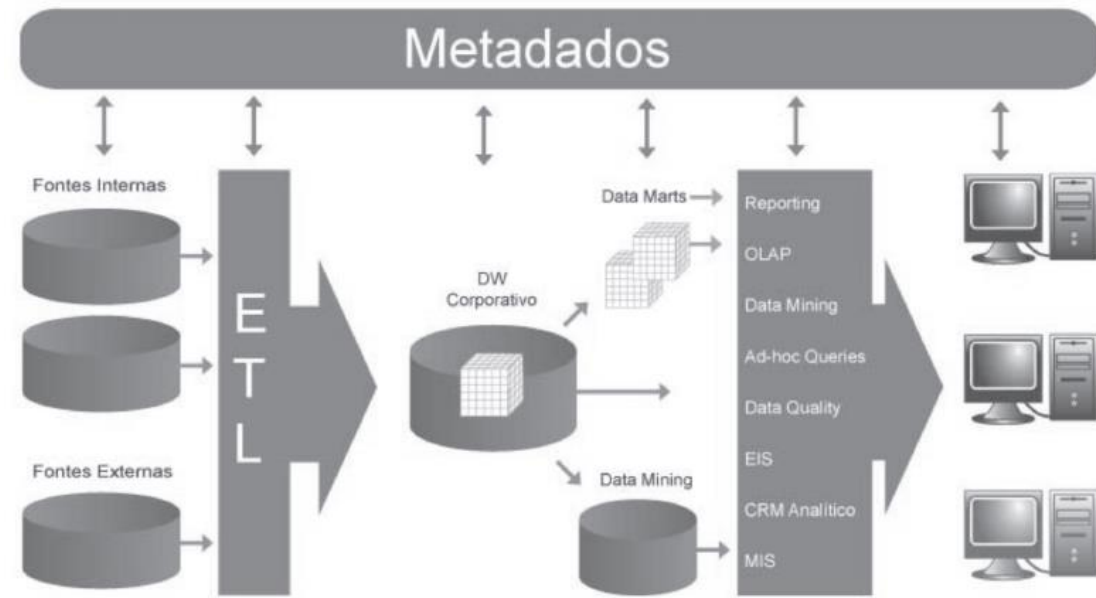 Metadados
Fontes Internas
Fontes Externas
E
T
L
DW
Corporativo
Data Marts
Data Mining
Reporting
OLAP
Data Mining
Ad-hoc Queries
Data Quality
EIS
CRM Analítico
MIS